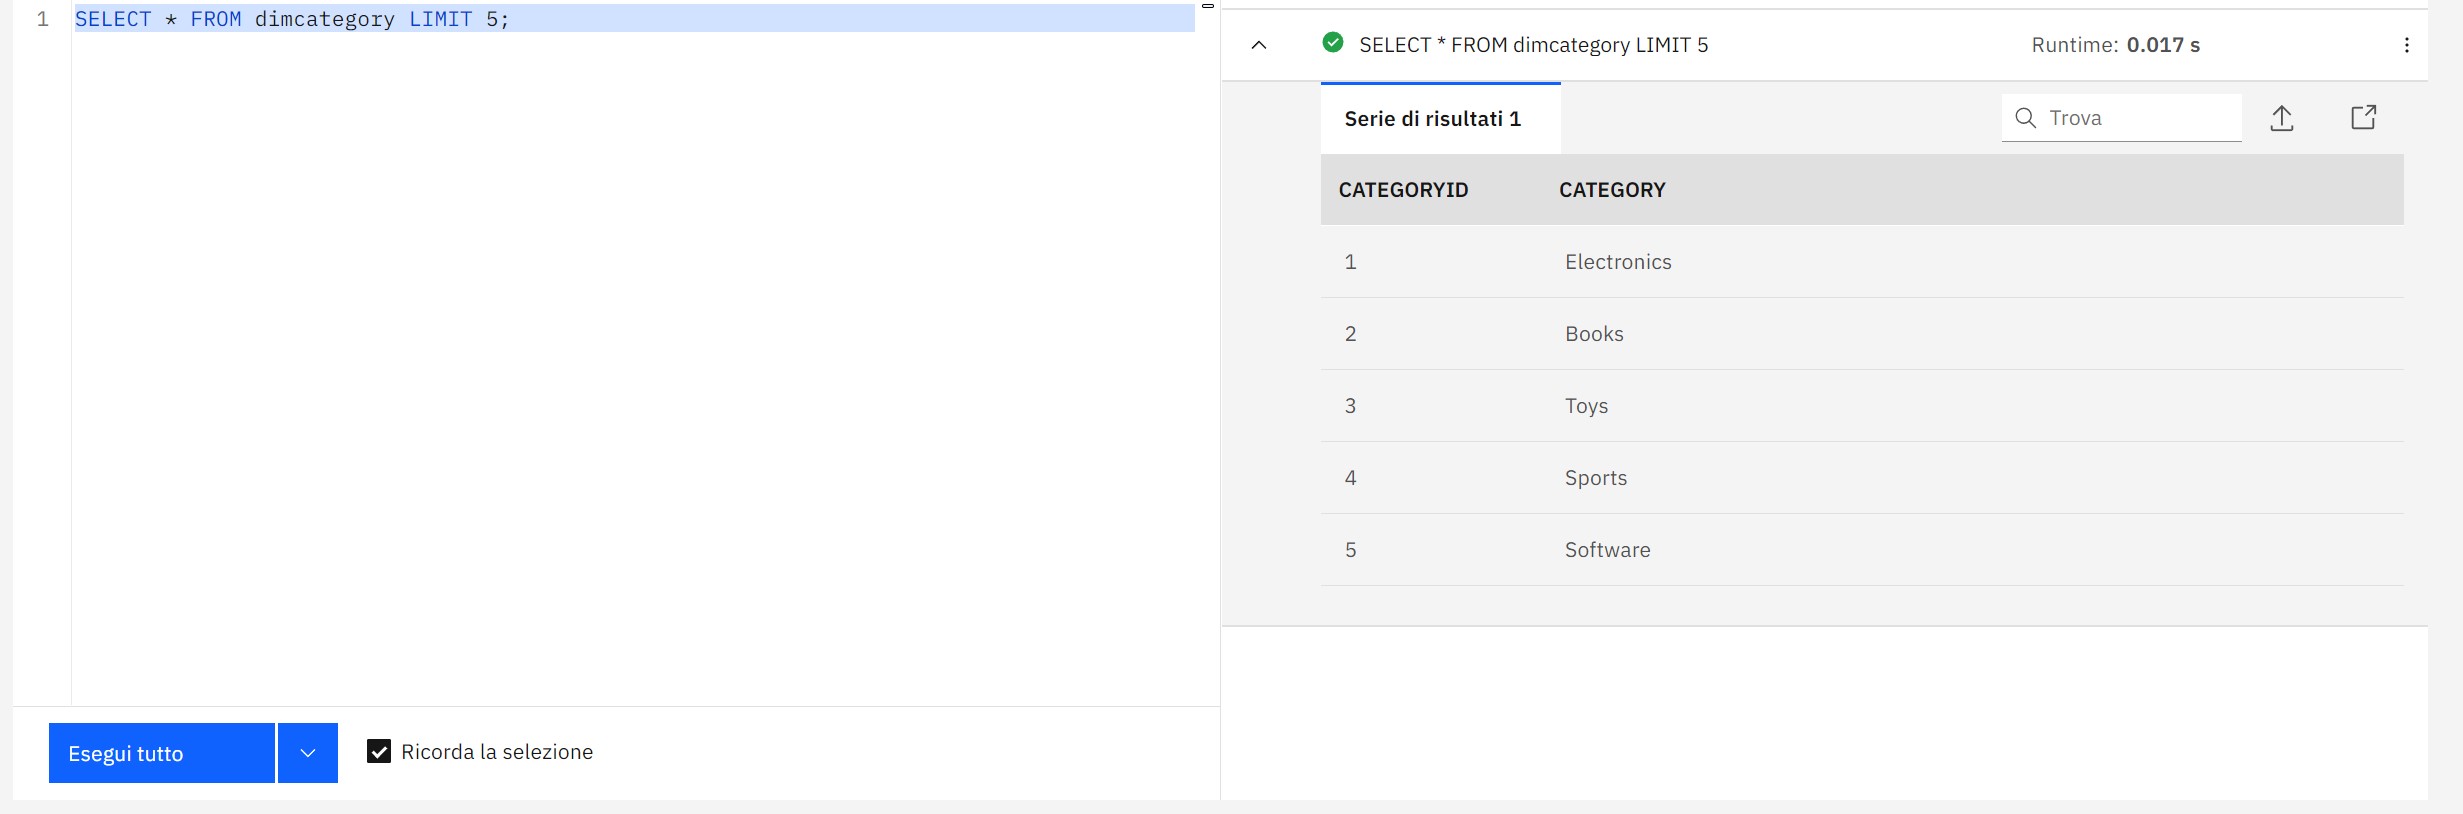 1 SELECT * FROM dimcategory LIMIT 5;
Esegui tutto
Ricorda la selezione
SELECT * FROM dimcategory LIMIT 5
Runtime: 0.017 s
Serie di risultati 1
Trova
CATEGORYID CATEGORY
1 Electronics
2 Books
3 Toys
4 Sports
5 Software